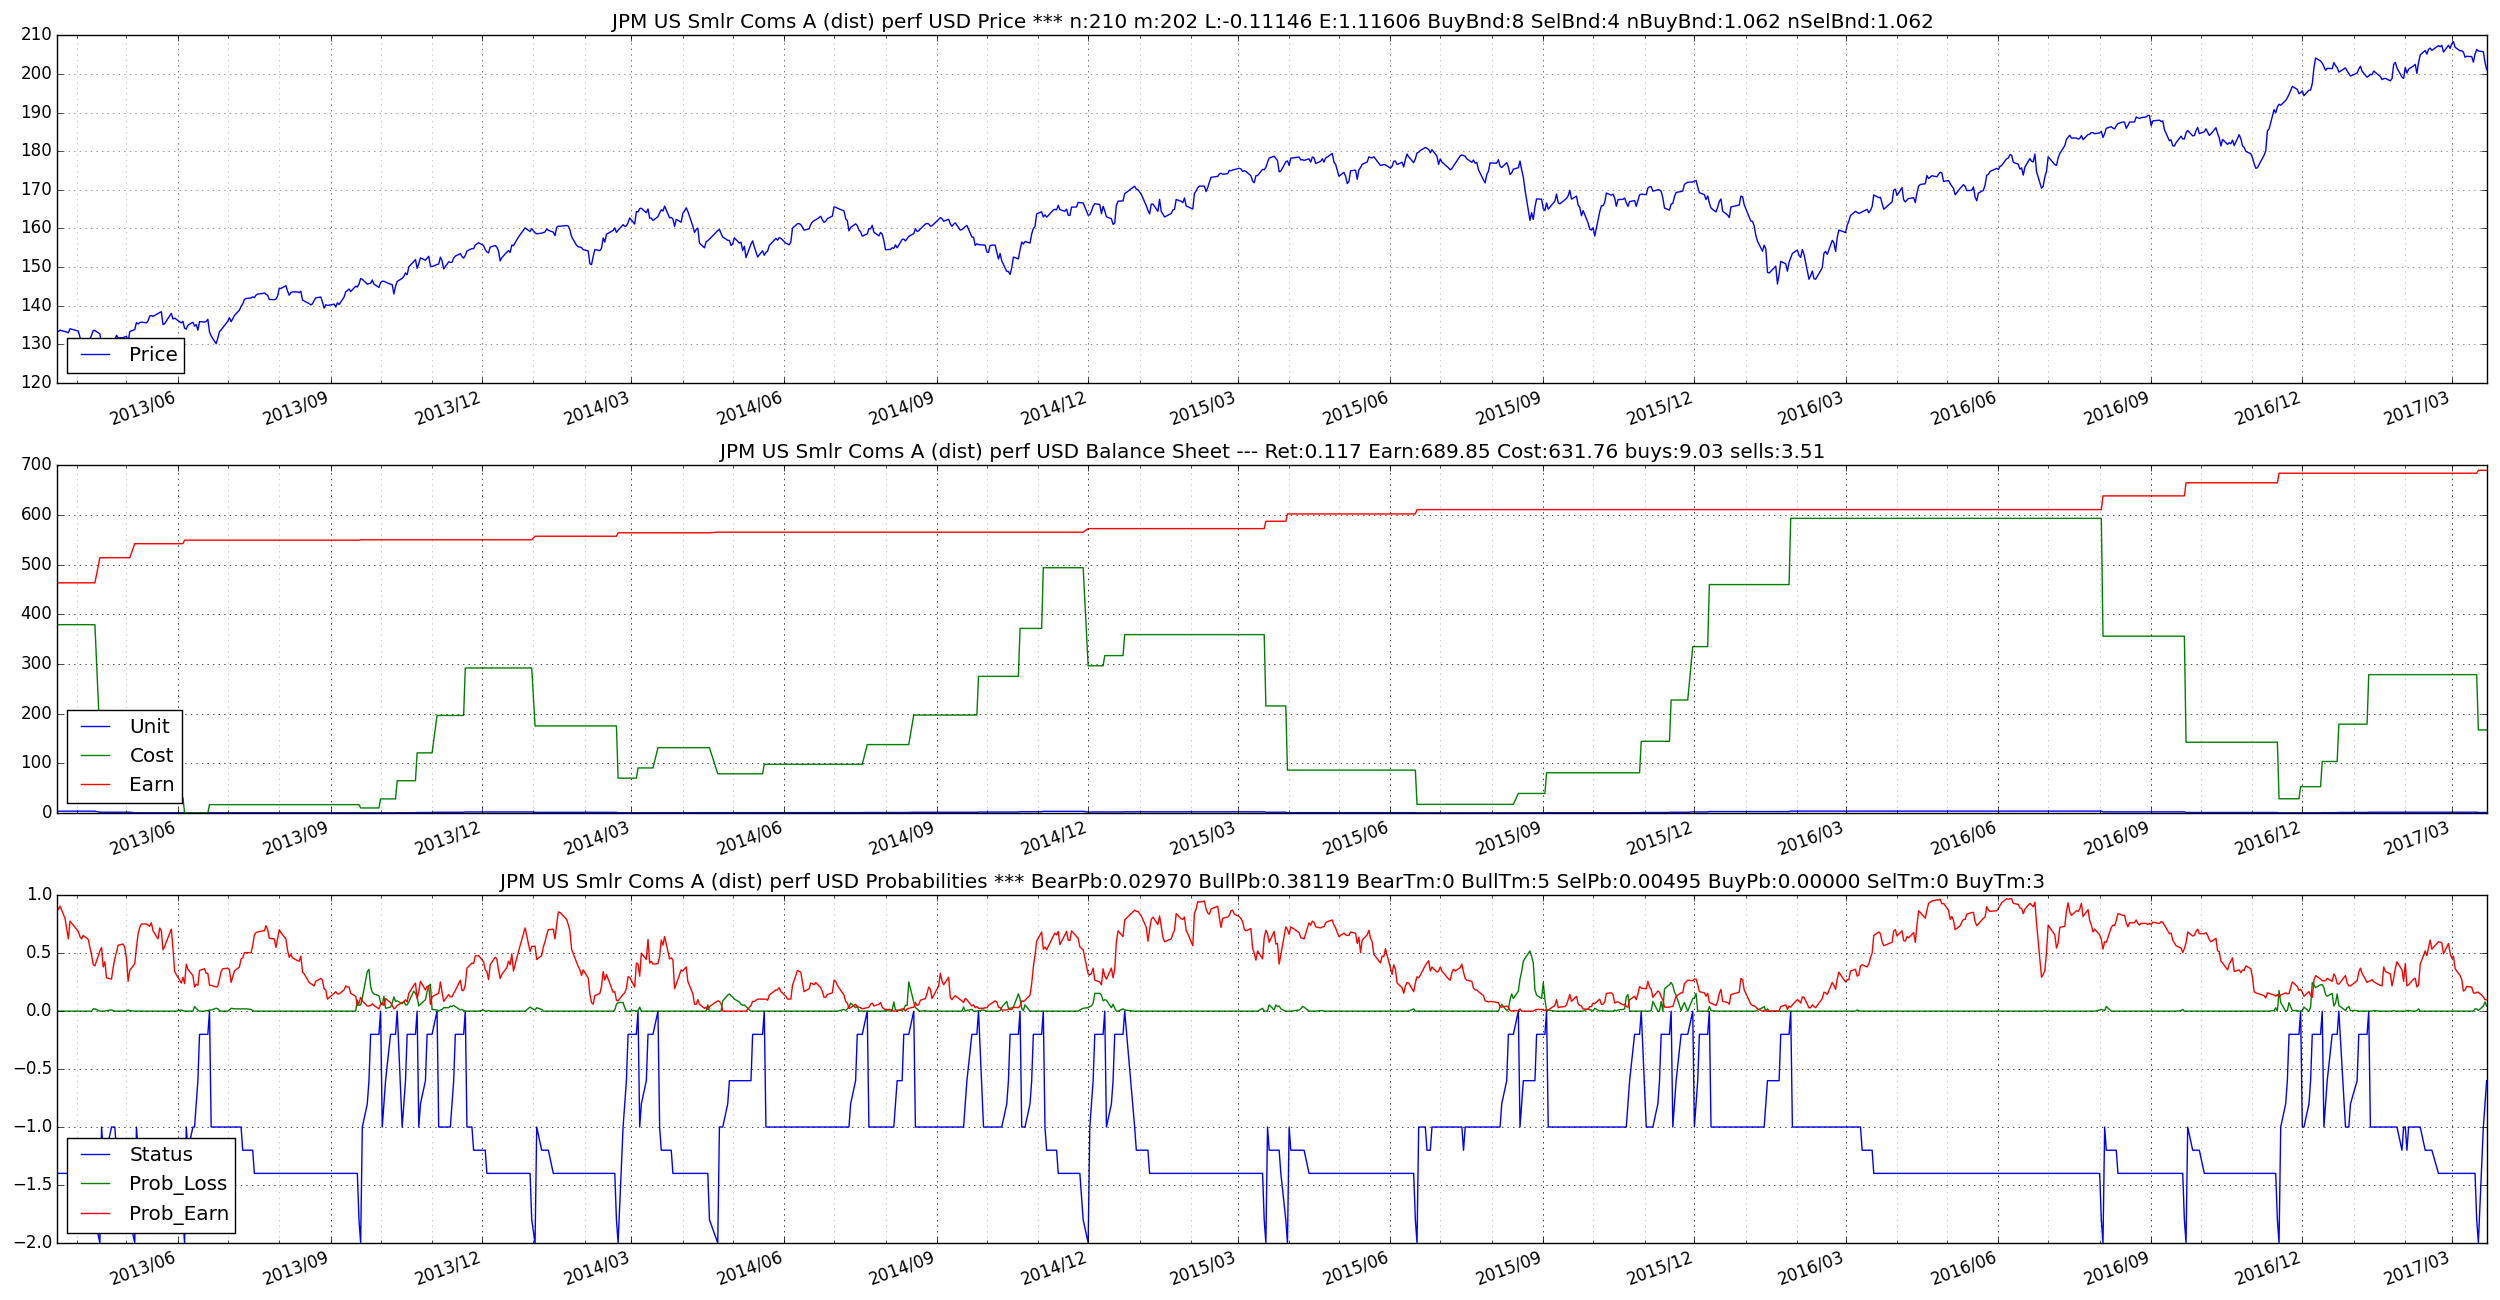 JPM US Smlr Coms A (dist) perf USD Price *** n:210 m:202 L:-0.11146 E:1.11606 BuyBnd:8 SelBnd:4 nBuyBnd:1.062 nSelBnd:1.062
210
200
190
180
170
160
150
140
130
120
Price
2013/06 2013/09 2013/12 2014/03 2014/06 2014/09 2014/12 2015/03 2015/06 2015/09 2015/12 2016/03 2016/06 2016/09 2016/12 2017/03
JPM US Smlr Coms A (dist) perf USD Balance Sheet --- Ret:0.117 Earn:689.85 Cost:631.76 buys:9.03 sells:3.51
700
600
500
400
300
200
100
0
Unit
Cost
Earn
2013/06 2013/09 2013/12 2014/03 2014/06 2014/09 2014/12 2015/03 2015/06 2015/09 2015/12 2016/03 2016/06 2016/09 2016/12 2017/03
JPM US Smlr Coms A (dist) perf USD Probabilities *** BearPb:0.02970 BullPb:0.38119 BearTm:0 BullTm:5 SelPb:0.00495 BuyPb:0.00000 SelTm:0 BuyTm:3
1.0
0.5
0.0
−0.5
−1.0
−1.5
−2.0
Status
Prob_Loss
Prob_Earn
2013/06 2013/09 2013/12 2014/03 2014/06 2014/09 2014/12 2015/03 2015/06 2015/09 2015/12 2016/03 2016/06 2016/09 2016/12 2017/03